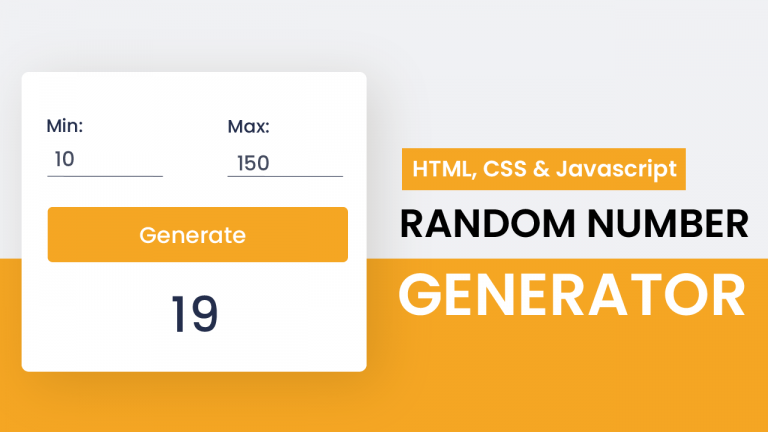 Min:
Max:
10
150
Generate
19
HTML, CSS & Javascript
RANDOM NUMBER
GENERATOR